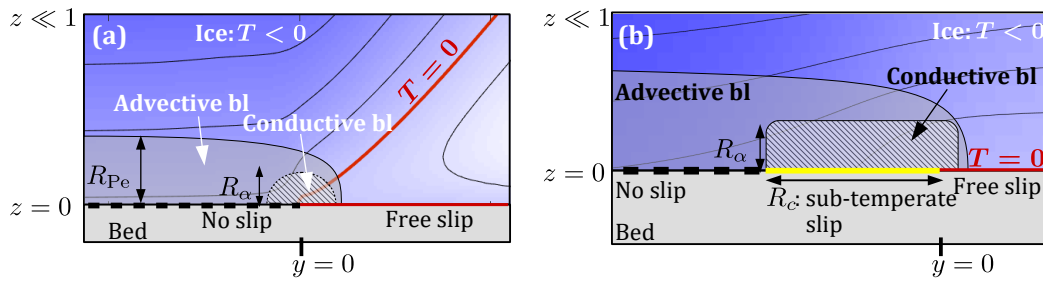 z ≪ 1
(a)
Ice: T < 0
T = 0
Advective bl
Conductive bl
R_Pe
R_α
z = 0
No slip
Free slip
Bed
y = 0
z ≪ 1
(b)
Ice: T < 0
Conductive bl
Advective bl
R_α
T = 0
z = 0
No slip
R_c: sub-temperate
slip
Free slip
Bed
y = 0